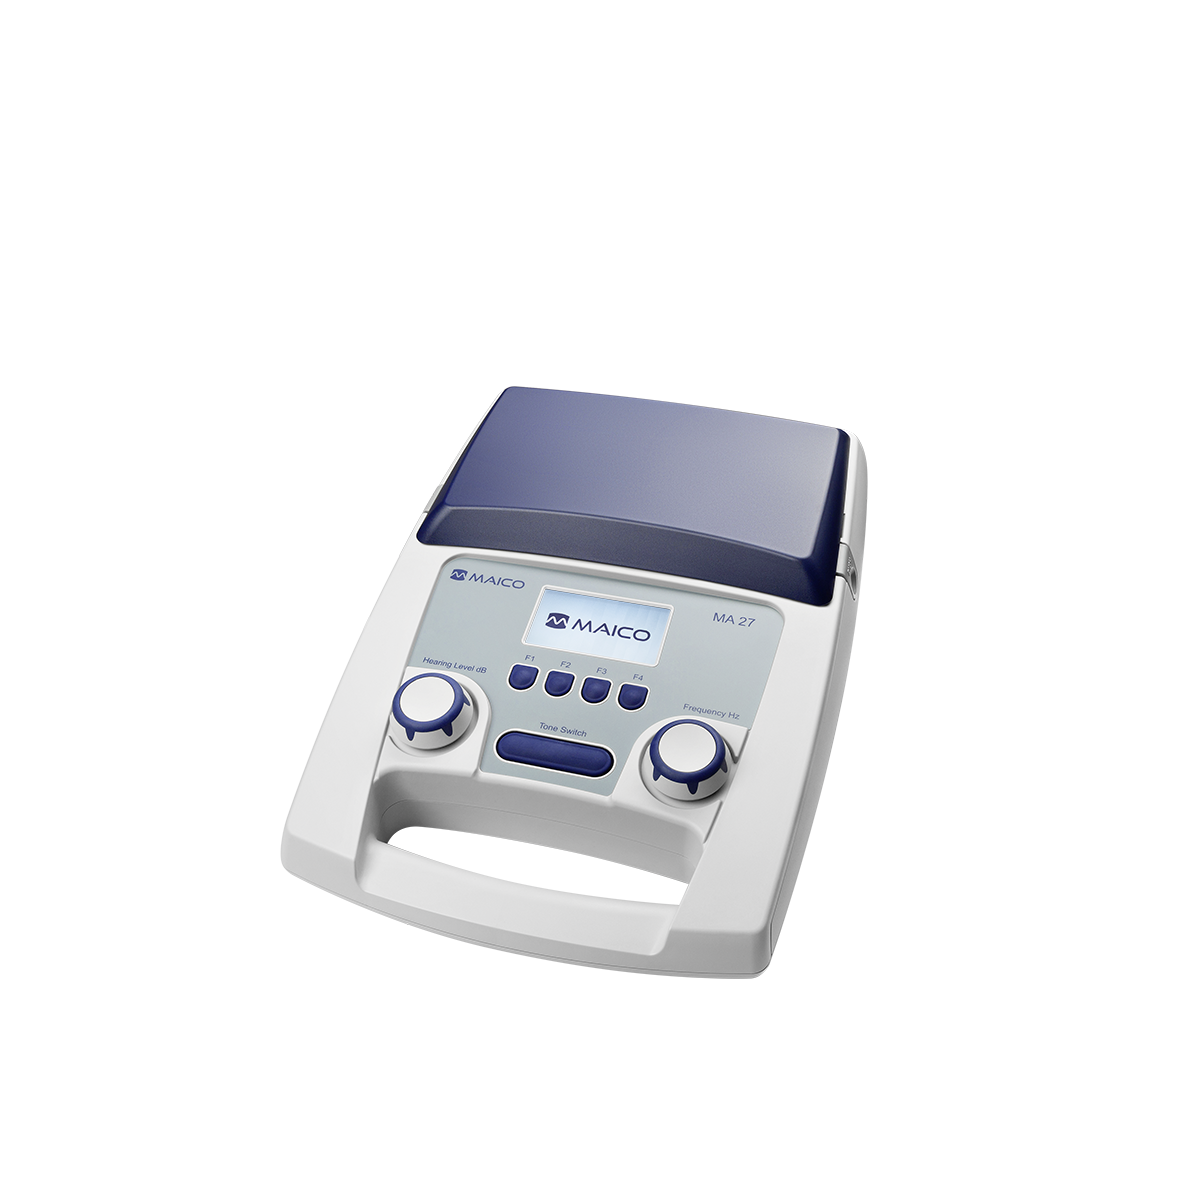 MAICO
MAICO
MA 27
F1
F2
F3
F4
Hearing Level dB
Frequency Hz
Tone Switch